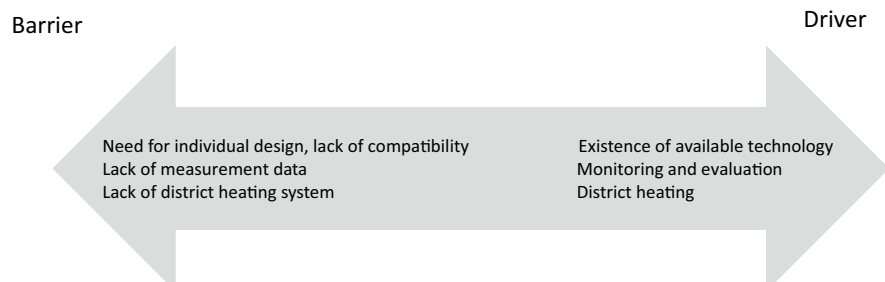 Barrier
Driver
Need for individual design, lack of compatibility
Lack of measurement data
Lack of district heating system
Existence of available technology
Monitoring and evaluation
District heating